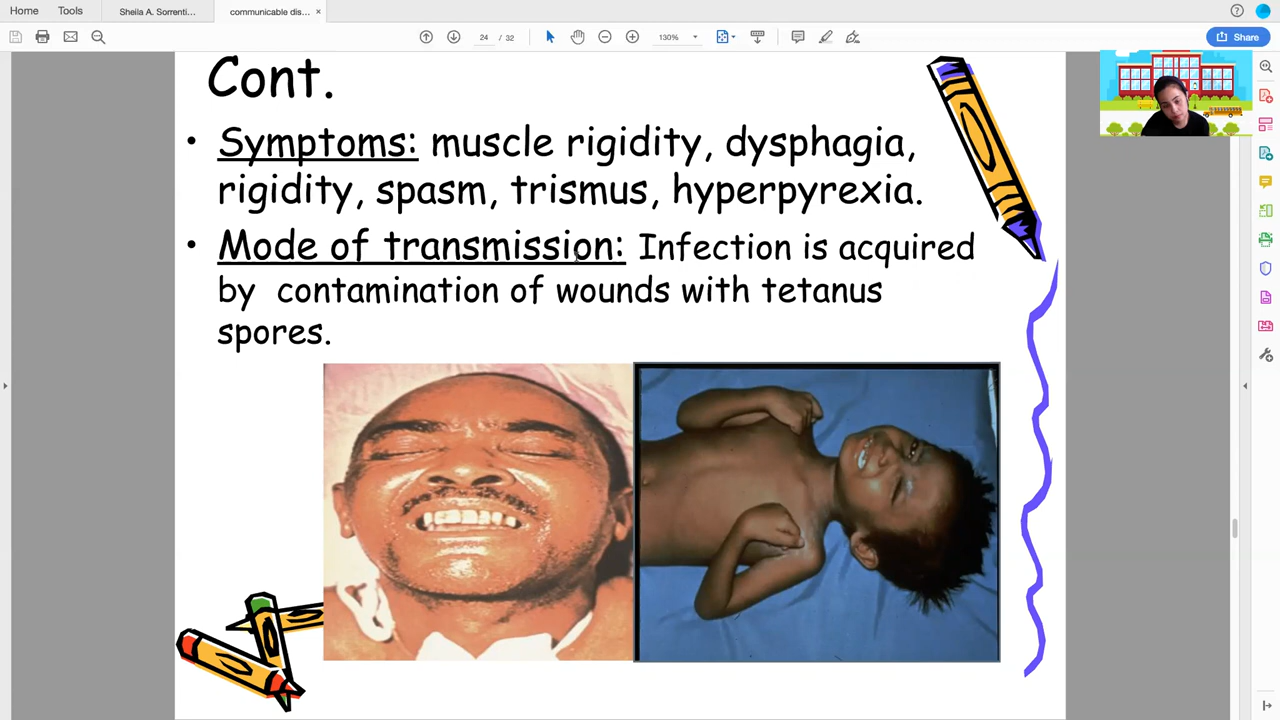 Home
Tools
Sheila A. Sorrenti...
communicable dis...
×
24 / 32
130%
Share
Cont.
• Symptoms: muscle rigidity, dysphagia,
rigidity, spasm, trismus, hyperpyrexia.
• Mode of transmission: Infection is acquired
by contamination of wounds with tetanus
spores.